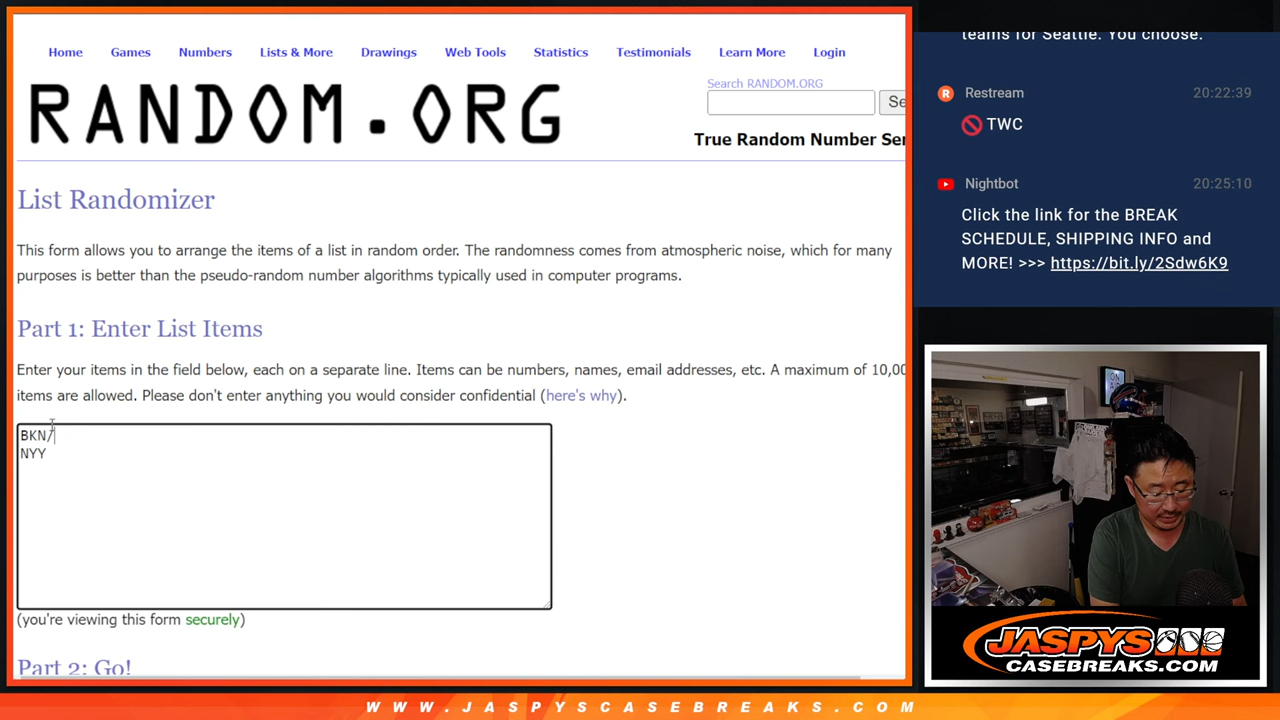 Home Games Numbers Lists & More Drawings Web Tools Statistics Testimonials Learn More Login
RANDOM.ORG
Search RANDOM.ORG
Se
True Random Number Ser
List Randomizer
This form allows you to arrange the items of a list in random order. The randomness comes from atmospheric noise, which for many
purposes is better than the pseudo-random number algorithms typically used in computer programs.
Part 1: Enter List Items
Enter your items in the field below, each on a separate line. Items can be numbers, names, email addresses, etc. A maximum of 10,00
items are allowed. Please don't enter anything you would consider confidential (here's why).
BKN/
NYY
(you're viewing this form securely)
Part 2: Go!
teams for Seattle. You choose.
Restream 20:22:39
🚫 TWC
Nightbot 20:25:10
Click the link for the BREAK
SCHEDULE, SHIPPING INFO and
MORE! >>> https://bit.ly/2Sdw6K9
JASPYS
CASEBREAKS.COM
WWW.JASPYSCASEBREAKS.COM